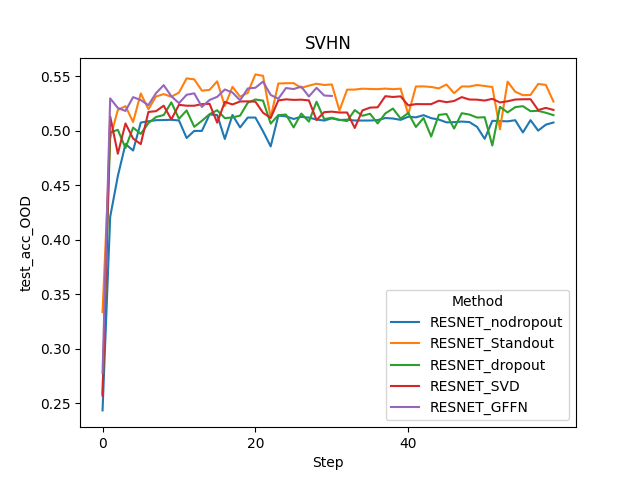 SVHN
test_acc_OOD
0.55
0.50
0.45
0.40
0.35
0.30
0.25
0
20
40
Step
Method
RESNET_nodropout
RESNET_Standout
RESNET_dropout
RESNET_SVD
RESNET_GFFN